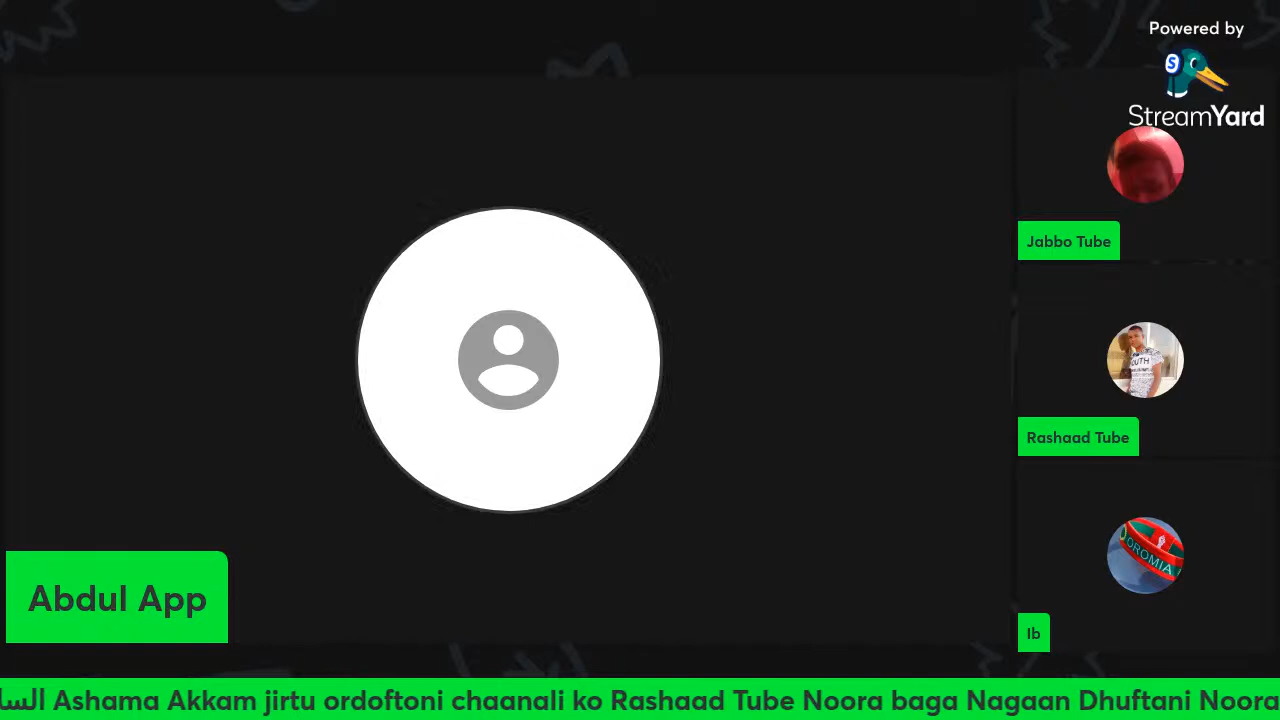 Powered by
S
StreamYard
Jabbo Tube
OUTH
Rashaad Tube
OROMIA
Ib
Abdul App
Ashama Akkam jirtu ordoftoni chaanali ko Rashaad Tube Noora baga Nagaan Dhuftani Noora